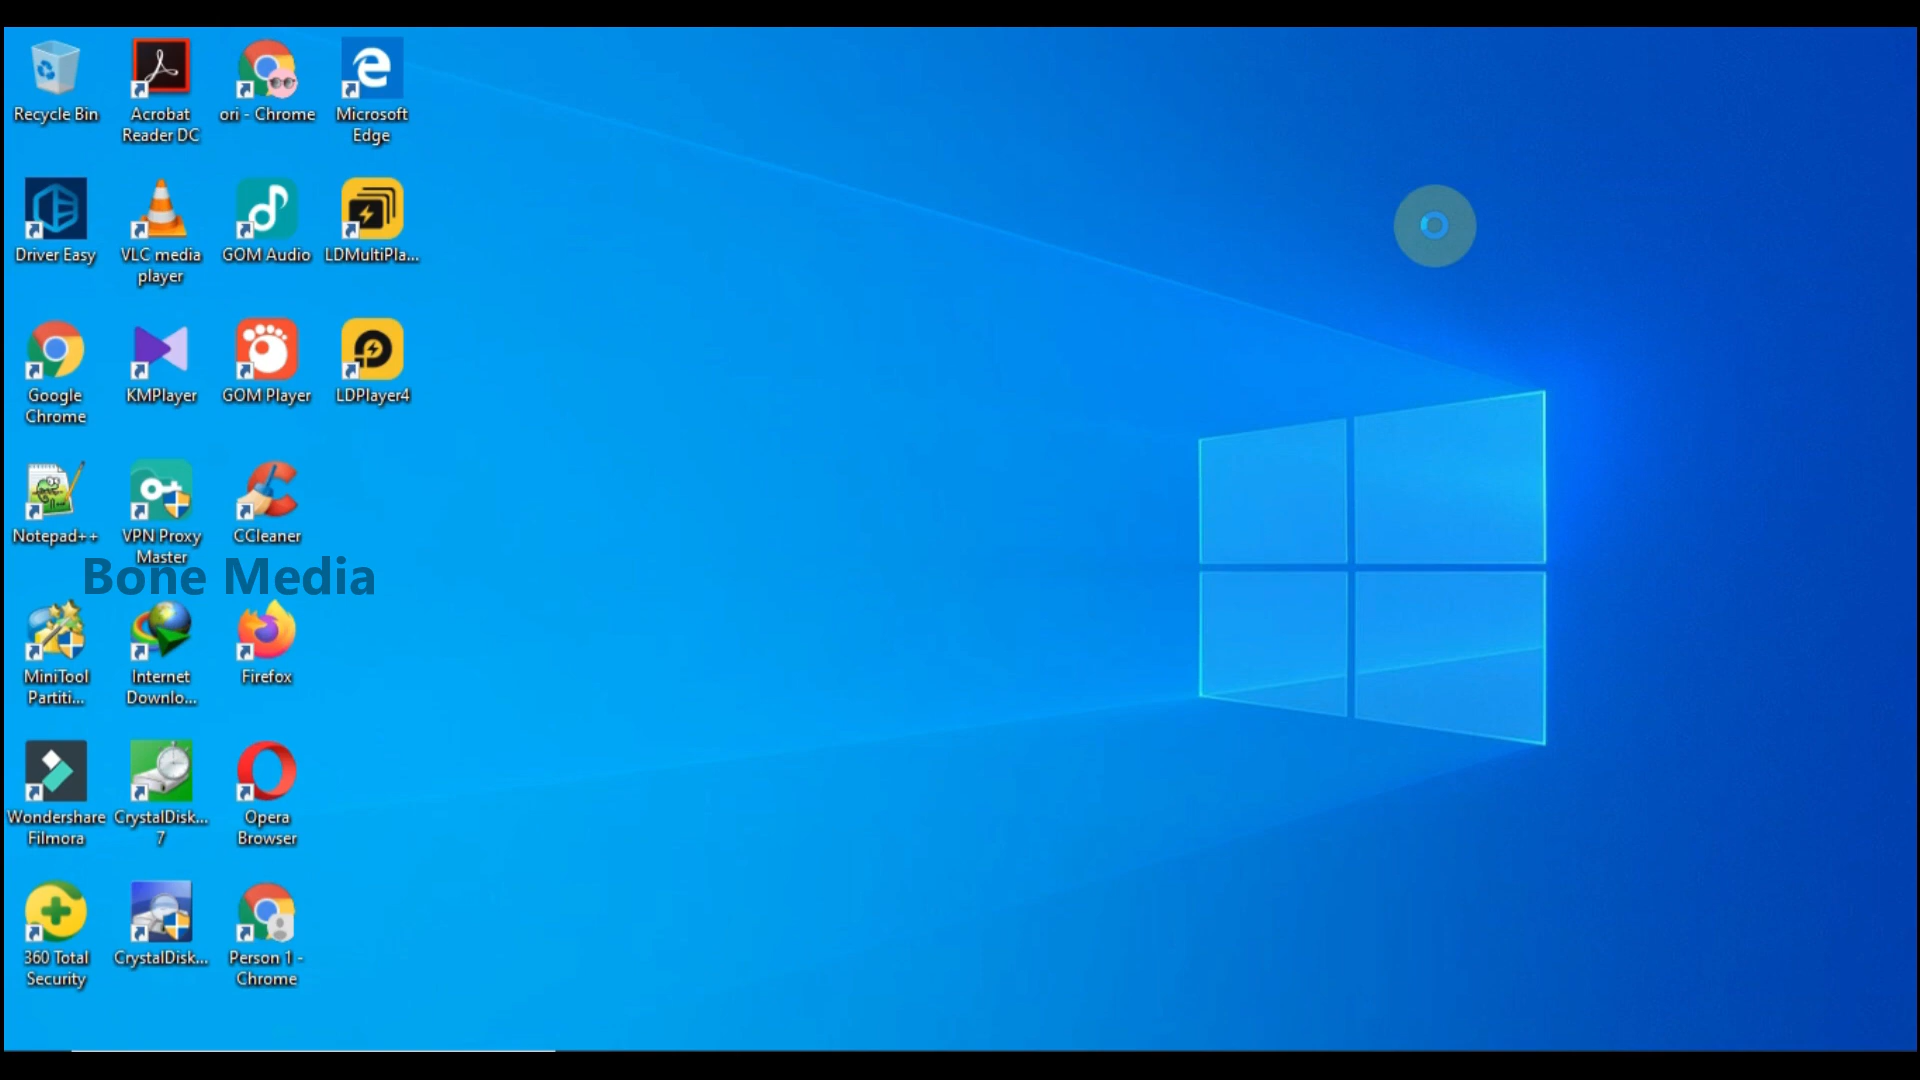 Recycle Bin
Acrobat
Reader DC
ori - Chrome
Microsoft
Edge
Driver Easy
VLC media
player
GOM Audio
LDMultiPla...
Google
Chrome
KMPlayer
GOM Player
LDPlayer4
Notepad++
VPN Proxy
Master
CCleaner
Bone Media
MiniTool
Partiti...
Internet
Downlo...
Firefox
Wondershare
Filmora
CrystalDisk...
7
Opera
Browser
360 Total
Security
CrystalDisk...
Person 1 -
Chrome